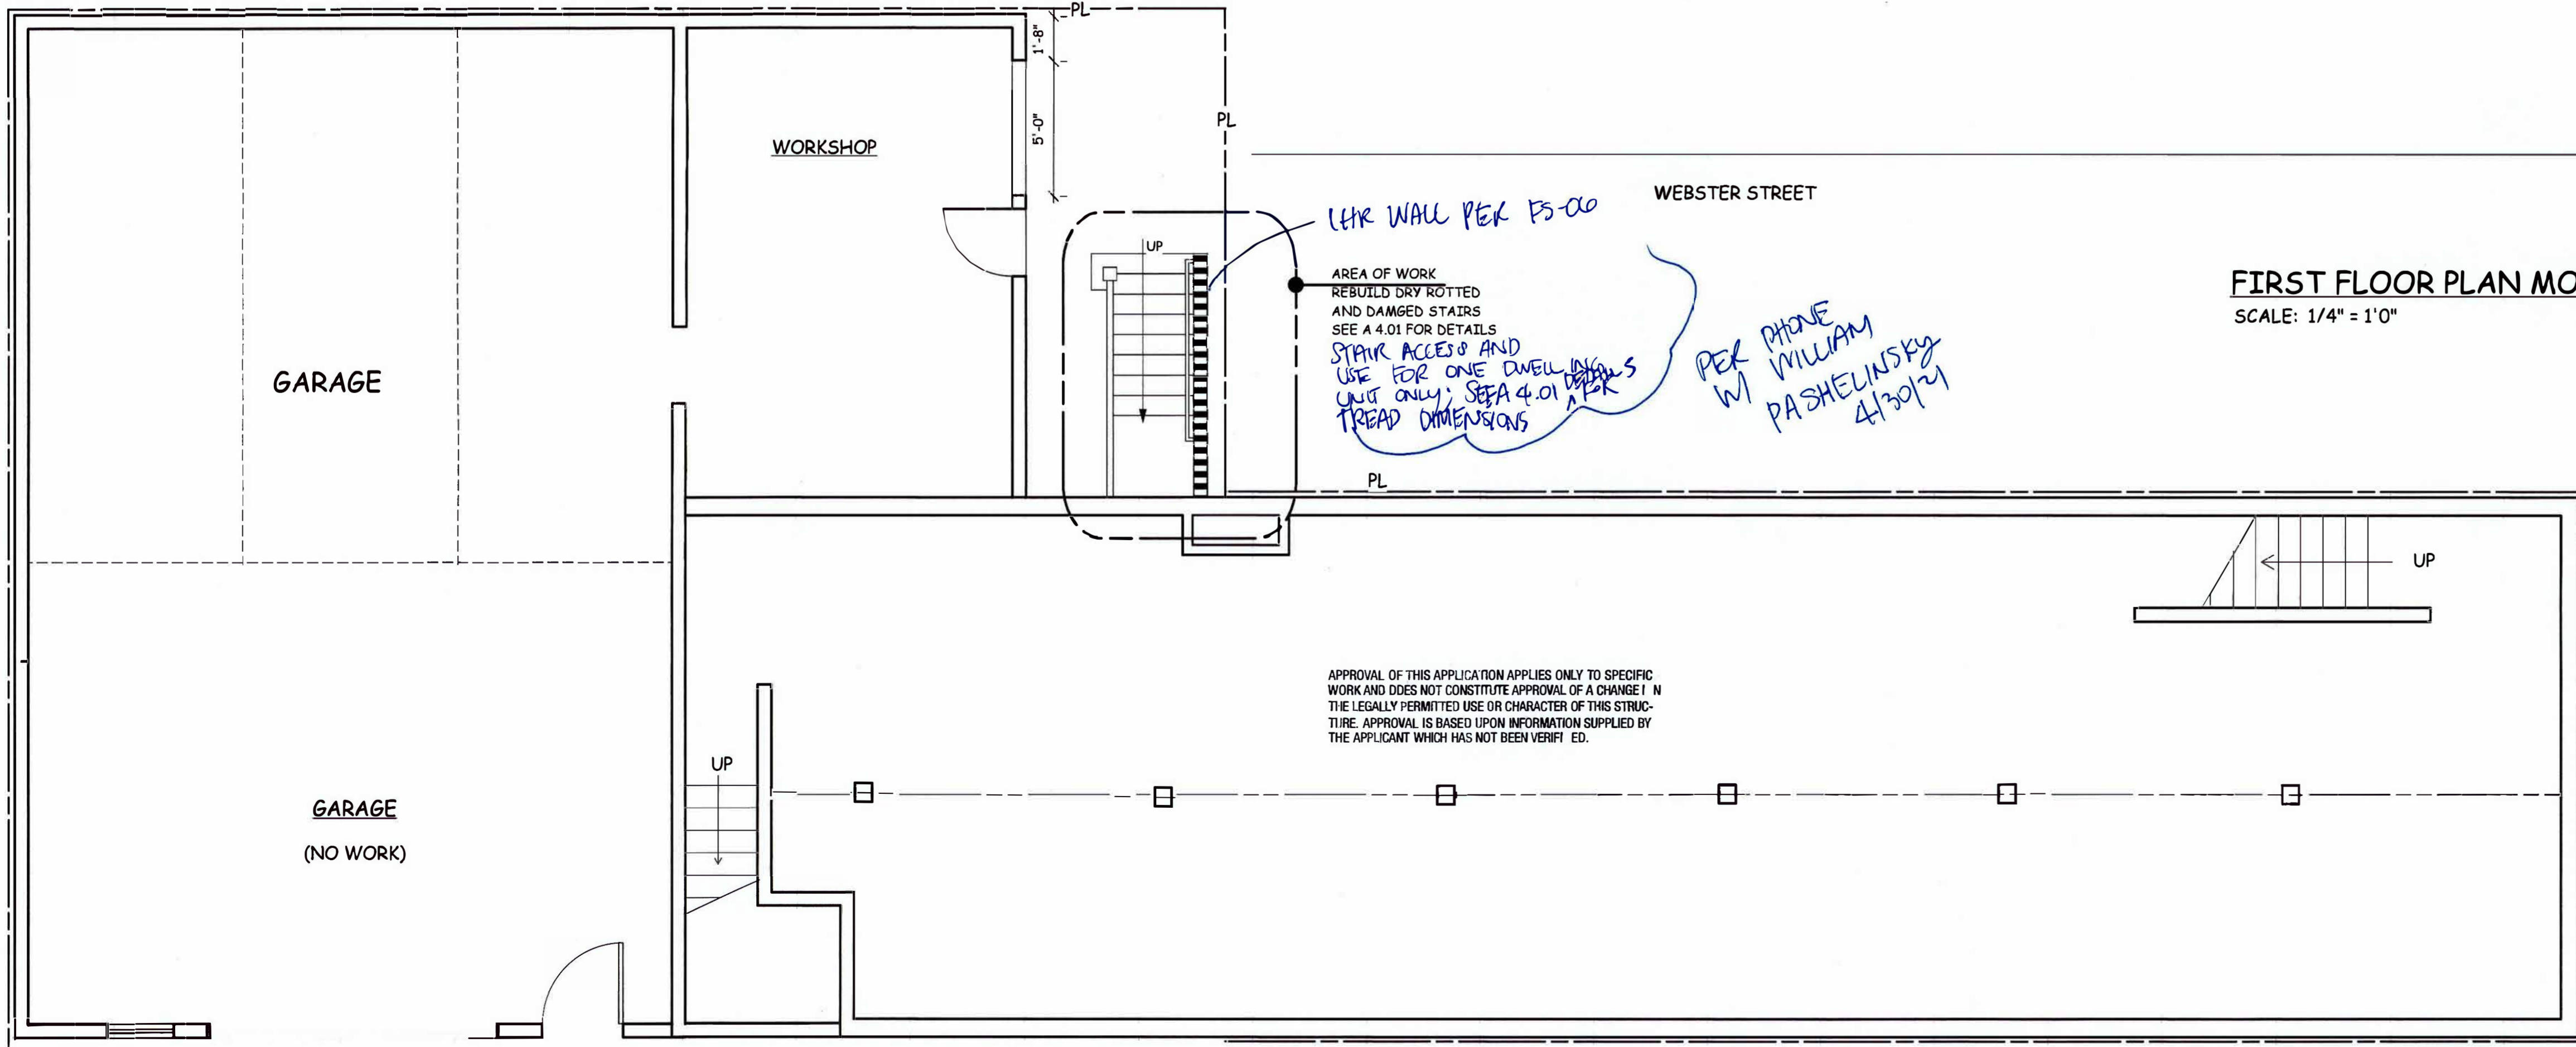 PL
1'-8"
5'-0"
PL
WORKSHOP
WEBSTER STREET
1HR WALL PER FS-06
UP
AREA OF WORK
REBUILD DRY ROTTED
AND DAMGED STAIRS
SEE A 4.01 FOR DETAILS
STAIR ACCESS AND
USE FOR ONE DWELLING
UNIT ONLY; SEE A 4.01 DETAILS FOR
TREAD DIMENSIONS
PER PHONE
W/ WILLIAM
PASHELINSKY
4/30/21
FIRST FLOOR PLAN MO
SCALE: 1/4" = 1'0"
GARAGE
PL
UP
APPROVAL OF THIS APPLICATION APPLIES ONLY TO SPECIFIC
WORK AND DOES NOT CONSTITUTE APPROVAL OF A CHANGE I N
THE LEGALLY PERMITTED USE OR CHARACTER OF THIS STRUC-
TURE. APPROVAL IS BASED UPON INFORMATION SUPPLIED BY
THE APPLICANT WHICH HAS NOT BEEN VERIFI ED.
UP
GARAGE
(NO WORK)